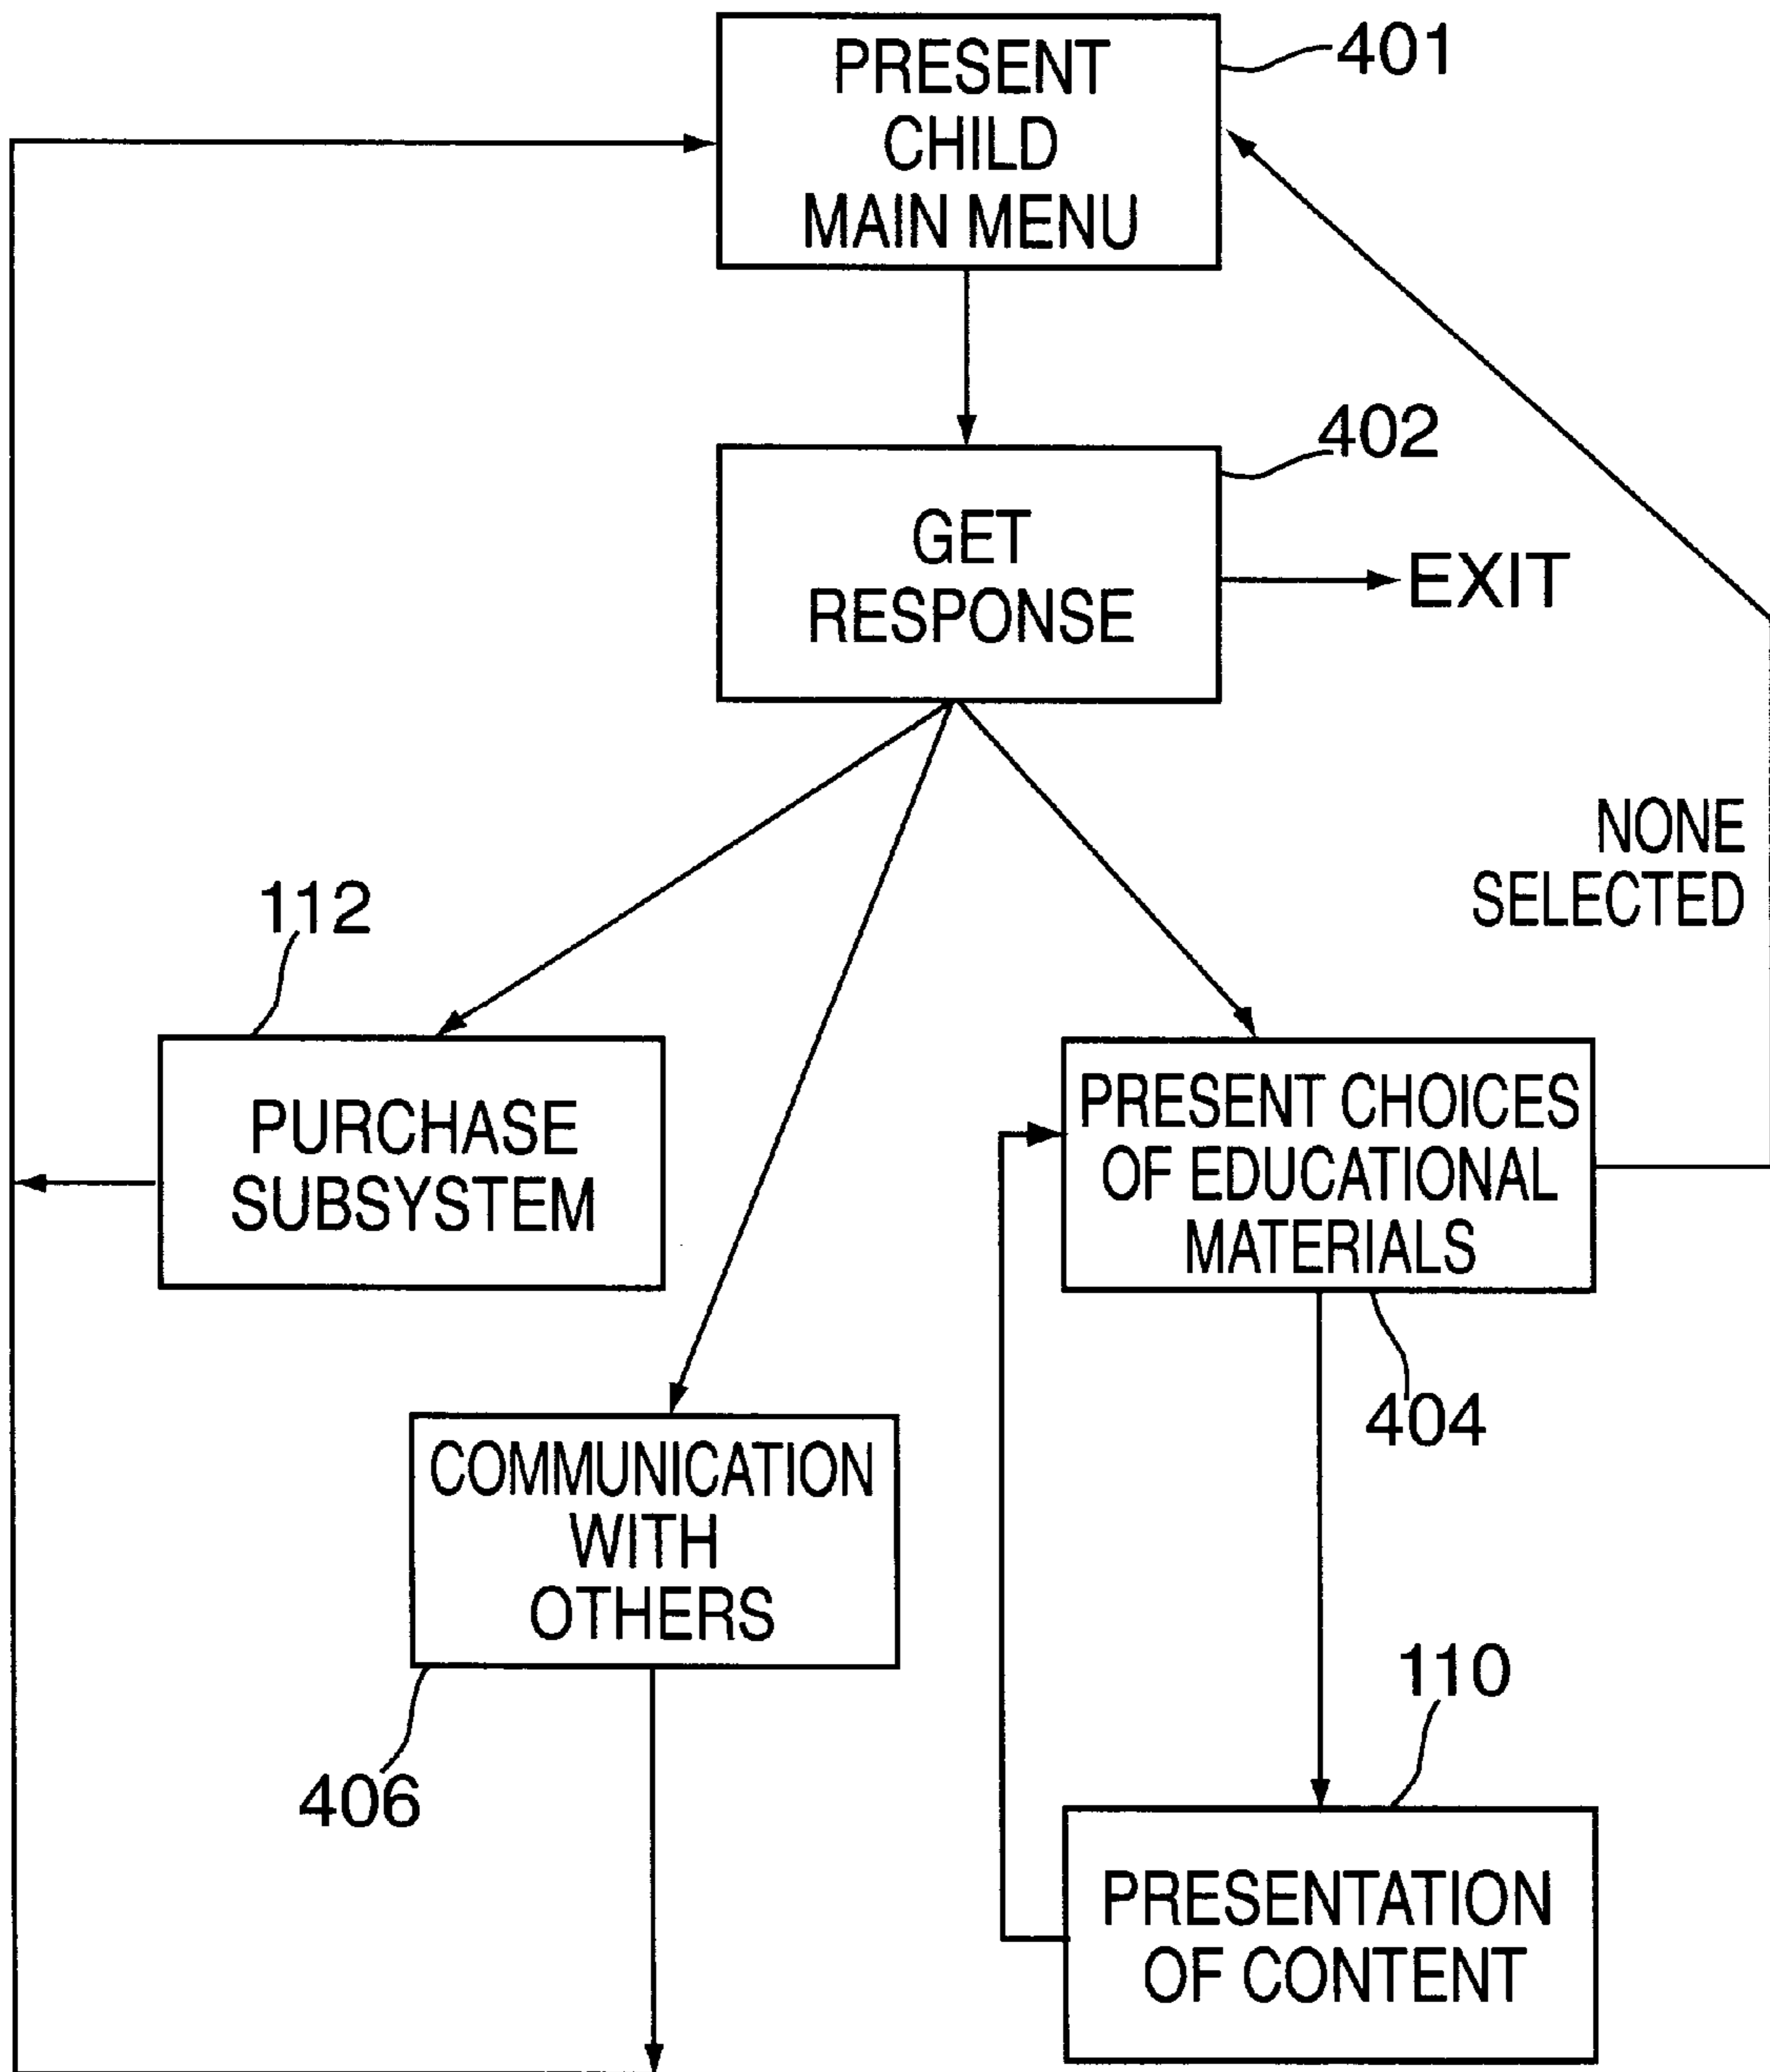 PRESENT
CHILD
MAIN MENU
401
402
GET
RESPONSE
EXIT
NONE
SELECTED
112
PURCHASE
SUBSYSTEM
PRESENT CHOICES
OF EDUCATIONAL
MATERIALS
404
COMMUNICATION
WITH
OTHERS
406
110
PRESENTATION
OF CONTENT